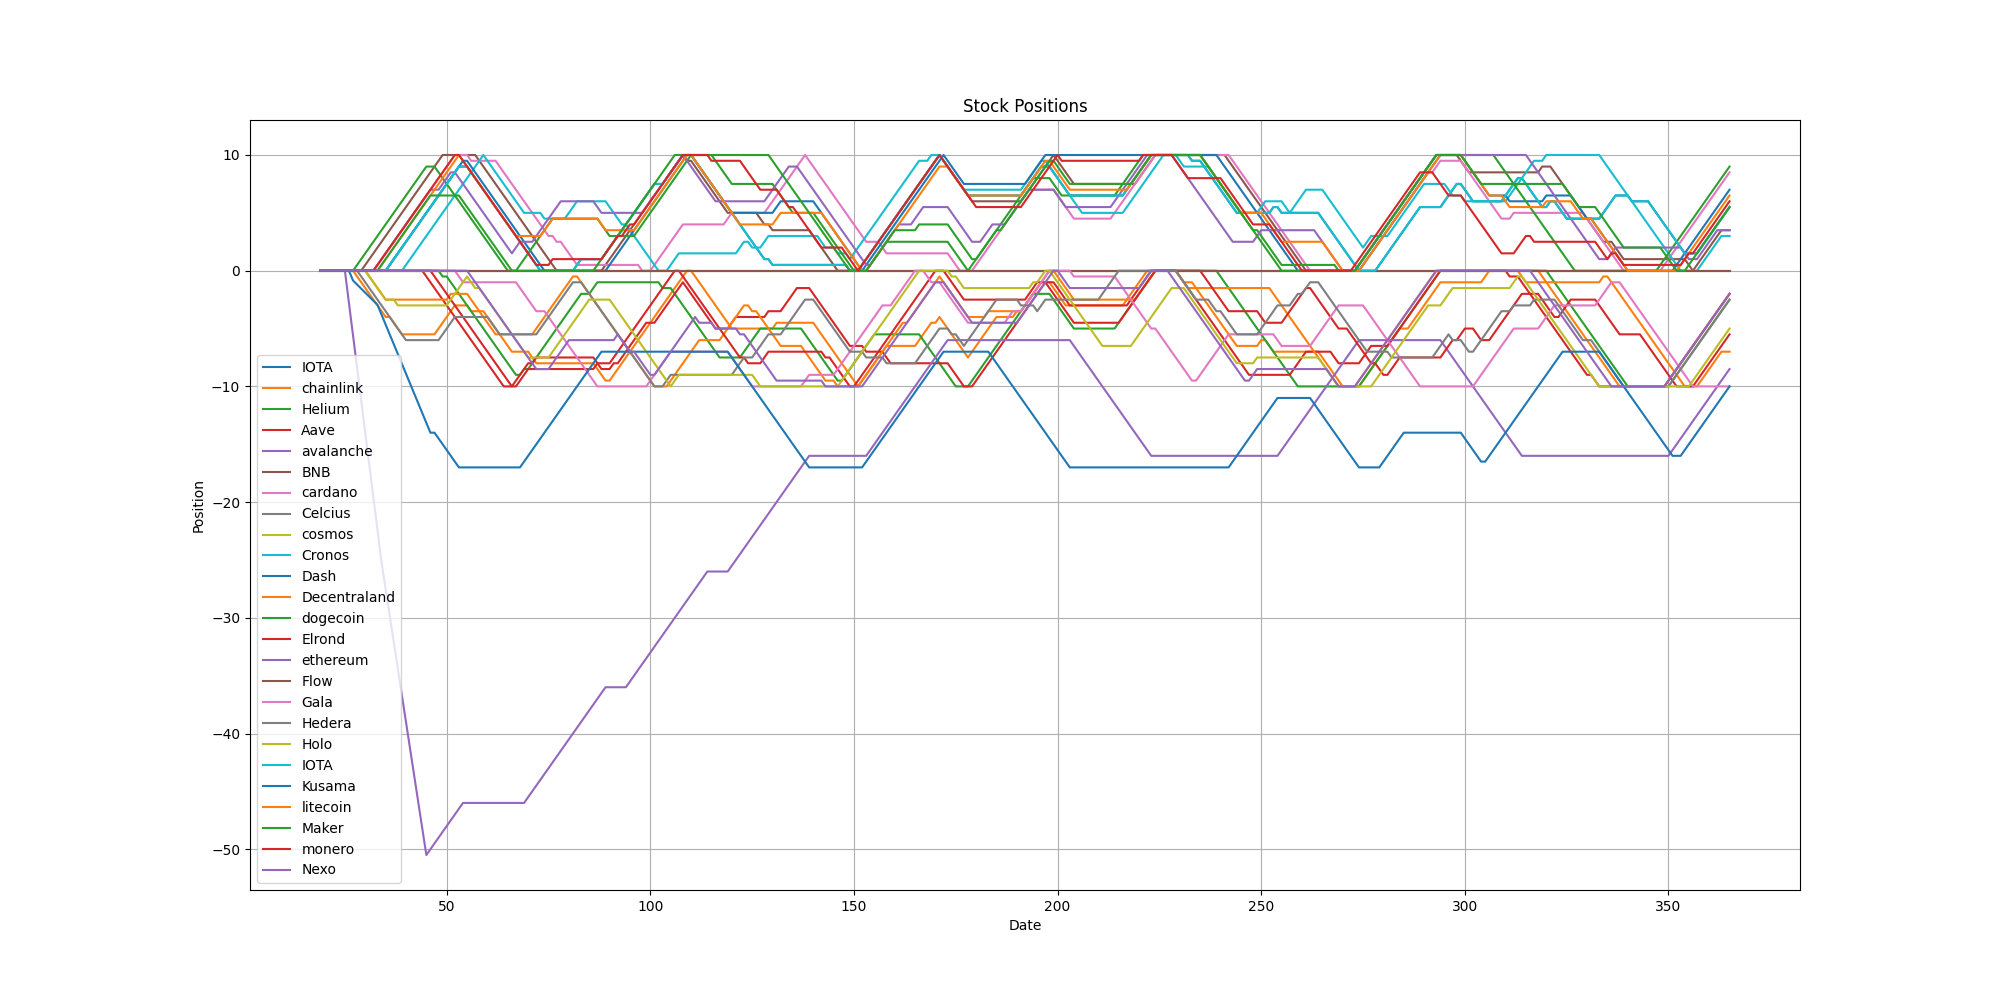 Stock Positions
10
0
−10
−20
−30
−40
−50
Position
IOTA
chainlink
Helium
Aave
avalanche
BNB
cardano
Celcius
cosmos
Cronos
Dash
Decentraland
dogecoin
Elrond
ethereum
Flow
Gala
Hedera
Holo
IOTA
Kusama
litecoin
Maker
monero
Nexo
50 100 150 200 250 300 350
Date